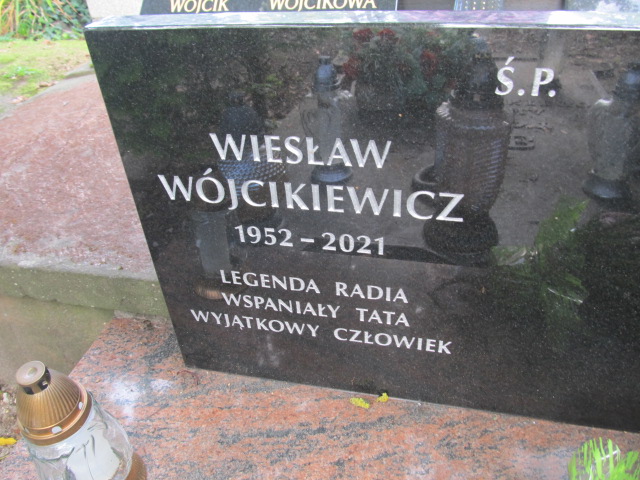 WÓJCIK WÓJCIKOWA
Ś.P.
WIESŁAW
WÓJCIKIEWICZ
1952 – 2021
LEGENDA RADIA
WSPANIAŁY TATA
WYJĄTKOWY CZŁOWIEK